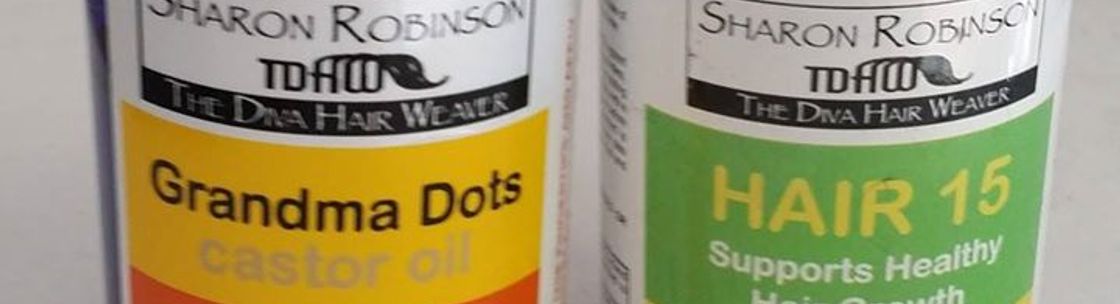 SHARON ROBINSON
TDHW
THE DIVA HAIR WEAVER
Grandma Dots
castor oil
SHARON ROBINSON
TDHW
THE DIVA HAIR WEAVER
HAIR 15
Supports Healthy
Hair Growth